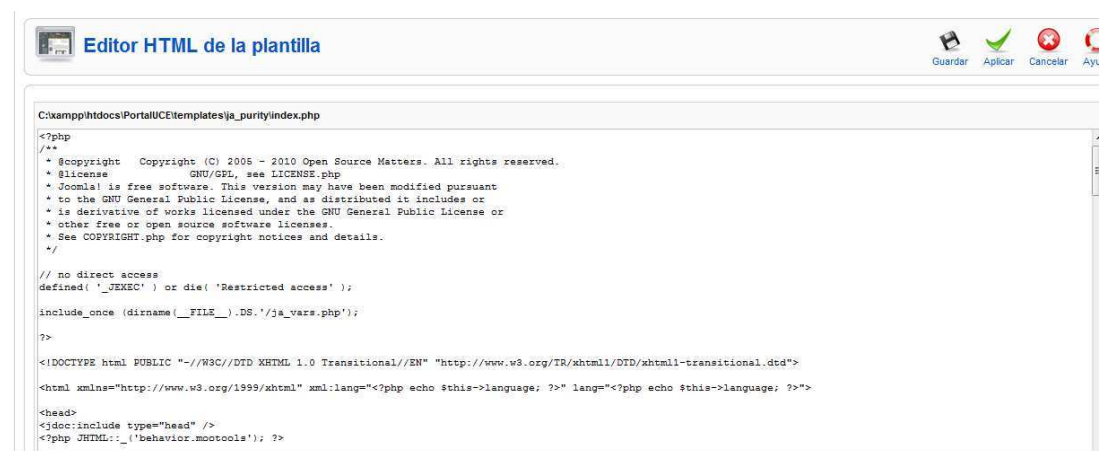 Editor HTML de la plantilla
Guardar Aplicar Cancelar Ayu
C:\xampp\htdocs\PortalUCE\templates\ja_purity\index.php
<?php
/**
 * @copyright   Copyright (C) 2005 - 2010 Open Source Matters. All rights reserved.
 * @license             GNU/GPL, see LICENSE.php
 * Joomla! is free software. This version may have been modified pursuant
 * to the GNU General Public License, and as distributed it includes or
 * is derivative of works licensed under the GNU General Public License or
 * other free or open source software licenses.
 * See COPYRIGHT.php for copyright notices and details.
 */
// no direct access
defined( '_JEXEC' ) or die( 'Restricted access' );
include_once (dirname(__FILE__).DS.'/ja_vars.php');
?>
<!DOCTYPE html PUBLIC "-//W3C//DTD XHTML 1.0 Transitional//EN" "http://www.w3.org/TR/xhtml1/DTD/xhtml1-transitional.dtd">
<html xmlns="http://www.w3.org/1999/xhtml" xml:lang="<?php echo $this->language; ?>" lang="<?php echo $this->language; ?>">
<head>
<jdoc:include type="head" />
<?php JHTML::_('behavior.mootools'); ?>